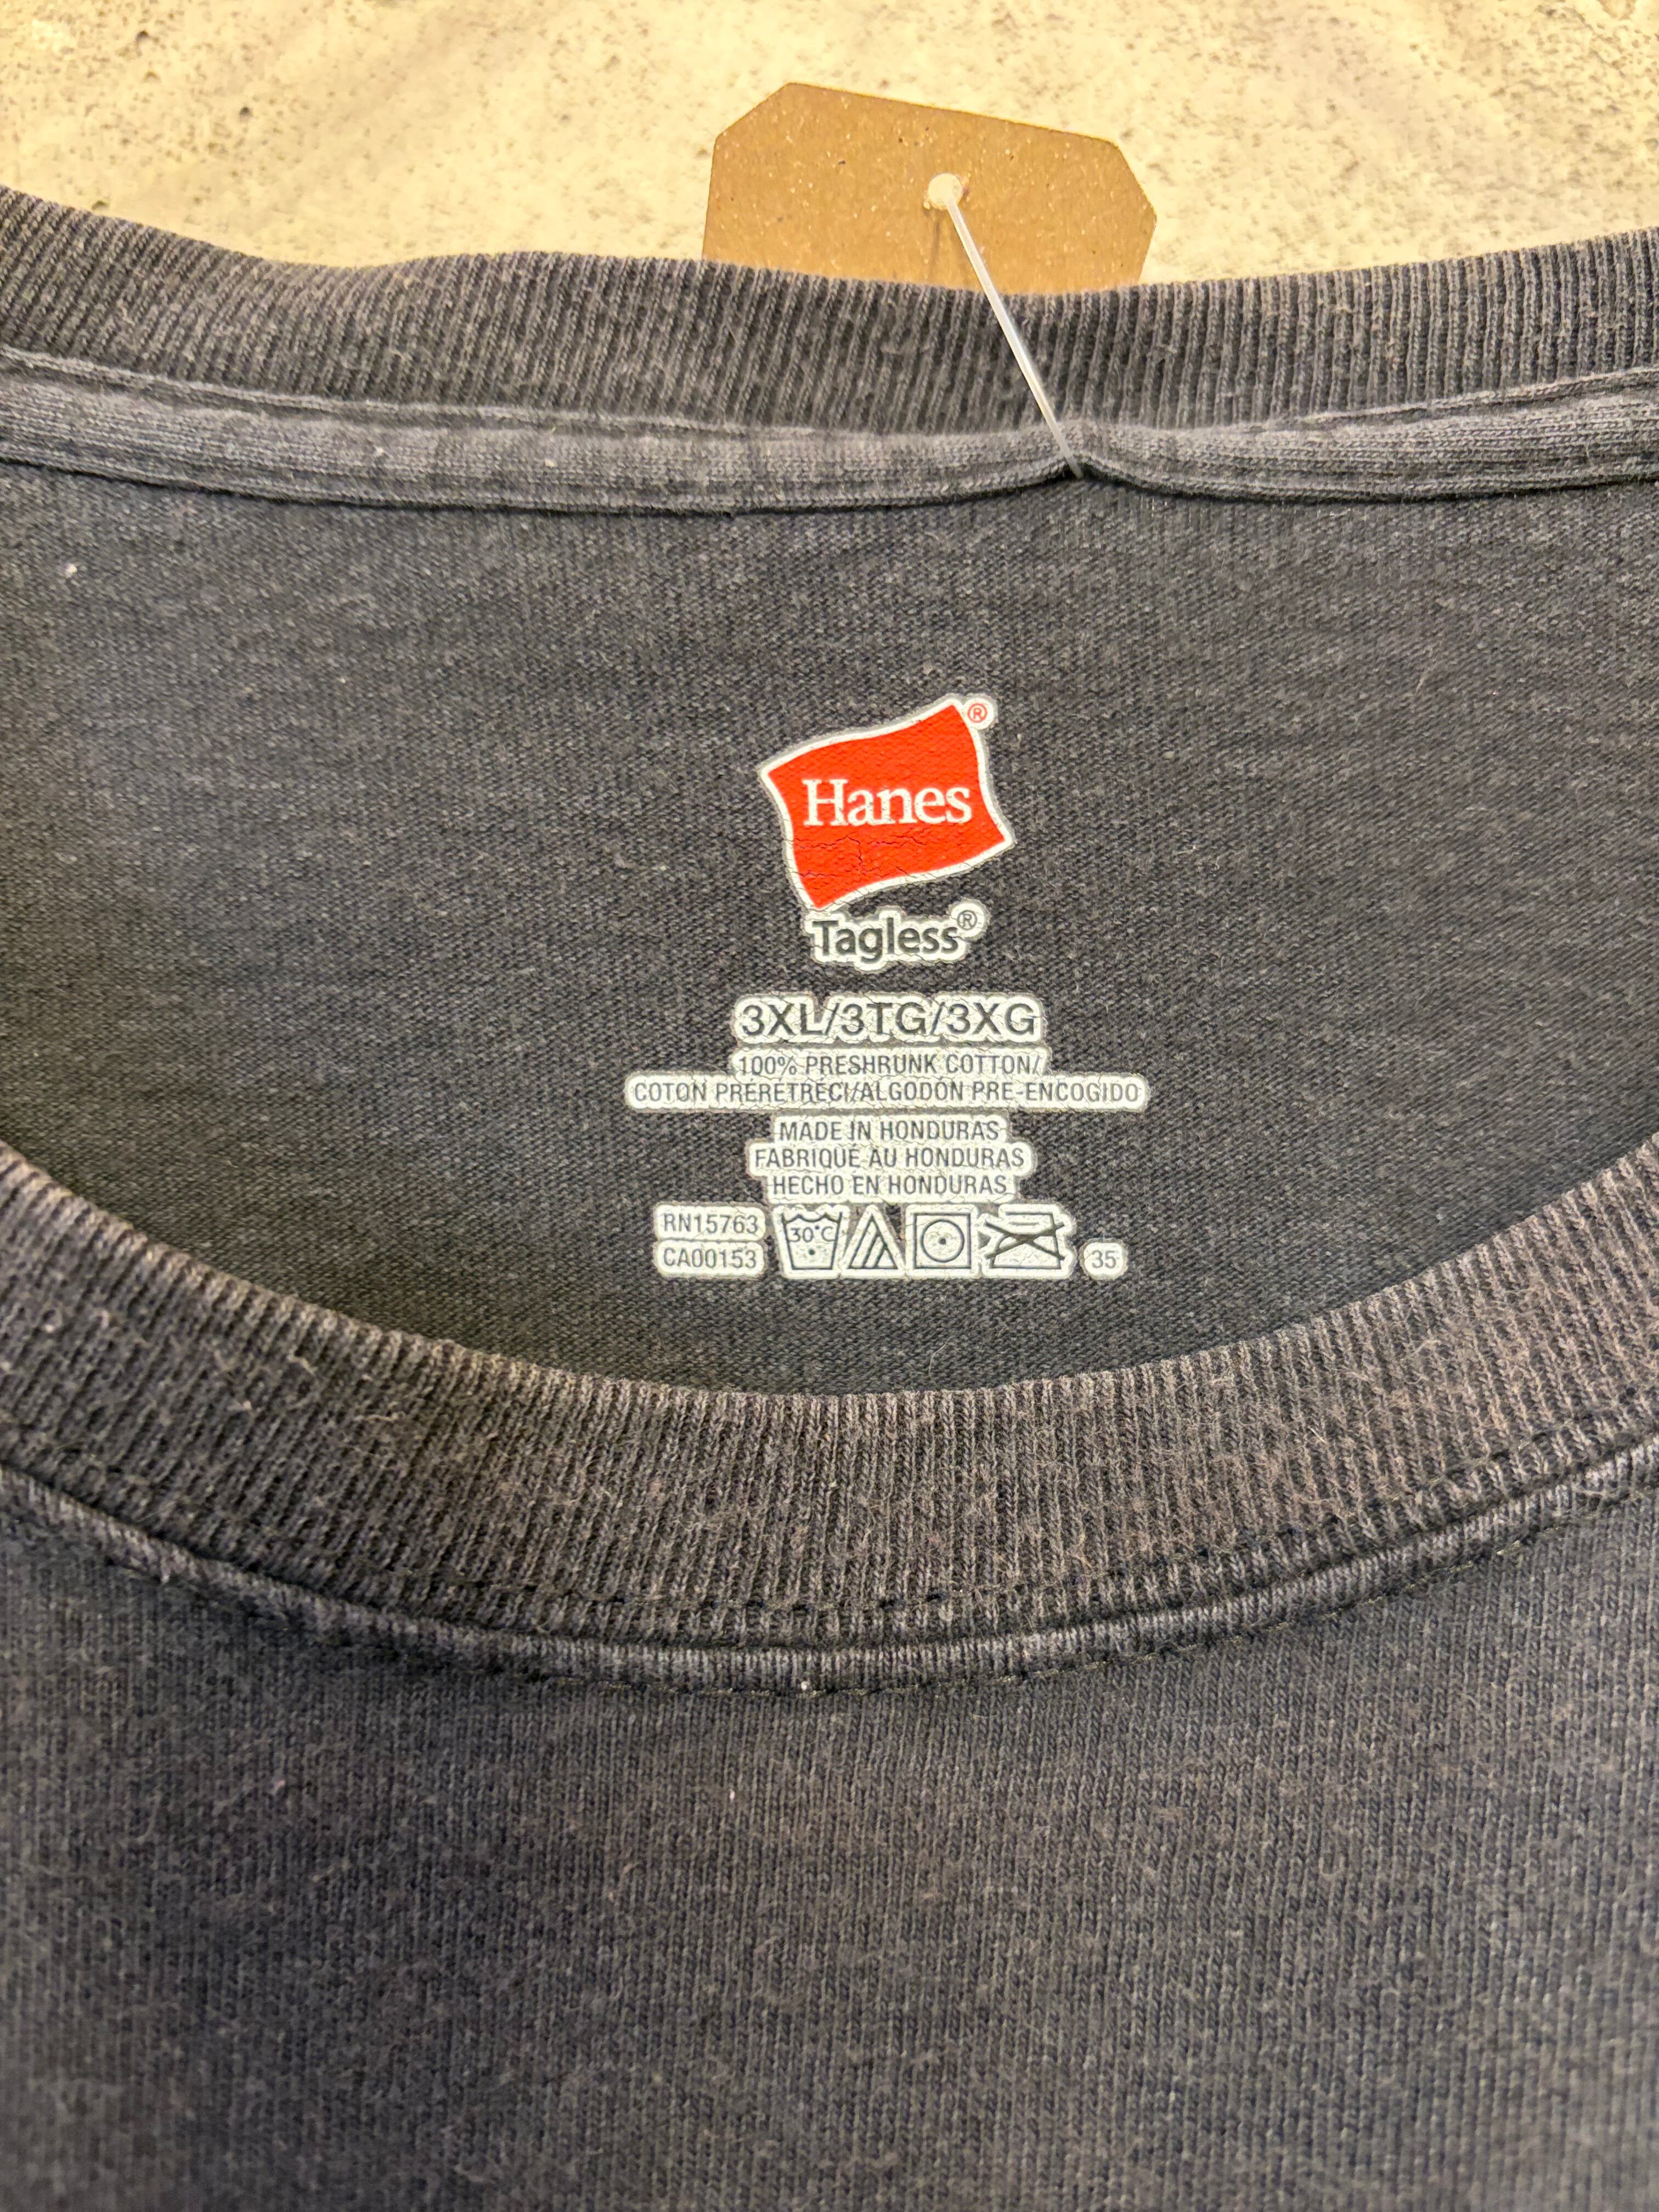 Hanes®
Tagless®
3XL/3TG/3XG
100% PRESHRUNK COTTON/
COTON PRÉRÉTRÉCI/ALGODÓN PRE-ENCOGIDO
MADE IN HONDURAS
FABRIQUÉ AU HONDURAS
HECHO EN HONDURAS
RN15763
CA00153
30°C
35